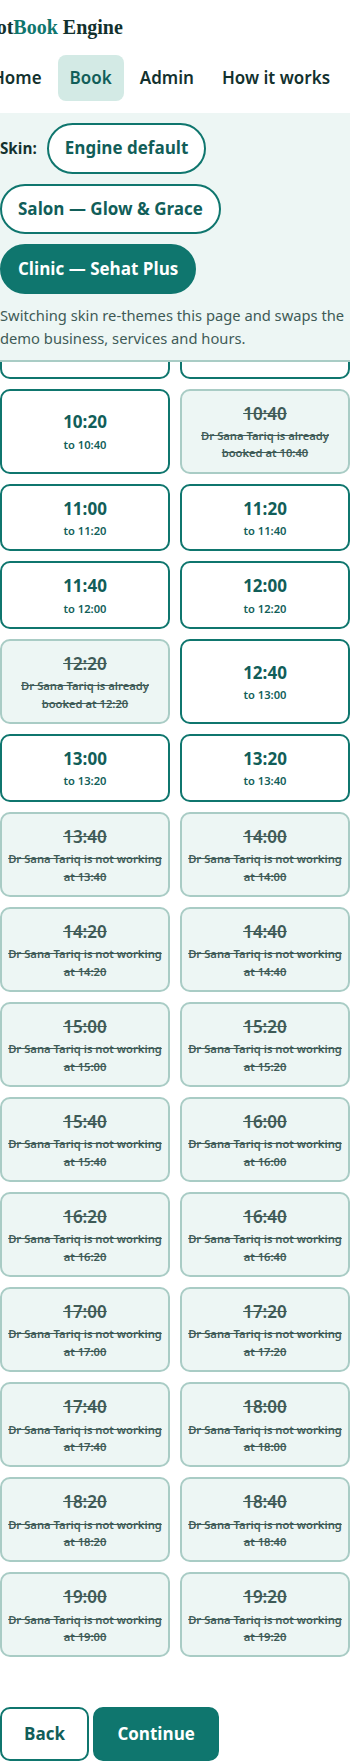 otBook Engine
Home
Book
Admin
How it works
Skin:
Engine default
Salon — Glow & Grace
Clinic — Sehat Plus
Switching skin re-themes this page and swaps the
demo business, services and hours.
10:20
to 10:40
10:40
Dr Sana Tariq is already
booked at 10:40
11:00
to 11:20
11:20
to 11:40
11:40
to 12:00
12:00
to 12:20
12:20
Dr Sana Tariq is already
booked at 12:20
12:40
to 13:00
13:00
to 13:20
13:20
to 13:40
13:40
Dr Sana Tariq is not working
at 13:40
14:00
Dr Sana Tariq is not working
at 14:00
14:20
Dr Sana Tariq is not working
at 14:20
14:40
Dr Sana Tariq is not working
at 14:40
15:00
Dr Sana Tariq is not working
at 15:00
15:20
Dr Sana Tariq is not working
at 15:20
15:40
Dr Sana Tariq is not working
at 15:40
16:00
Dr Sana Tariq is not working
at 16:00
16:20
Dr Sana Tariq is not working
at 16:20
16:40
Dr Sana Tariq is not working
at 16:40
17:00
Dr Sana Tariq is not working
at 17:00
17:20
Dr Sana Tariq is not working
at 17:20
17:40
Dr Sana Tariq is not working
at 17:40
18:00
Dr Sana Tariq is not working
at 18:00
18:20
Dr Sana Tariq is not working
at 18:20
18:40
Dr Sana Tariq is not working
at 18:40
19:00
Dr Sana Tariq is not working
at 19:00
19:20
Dr Sana Tariq is not working
at 19:20
Back
Continue